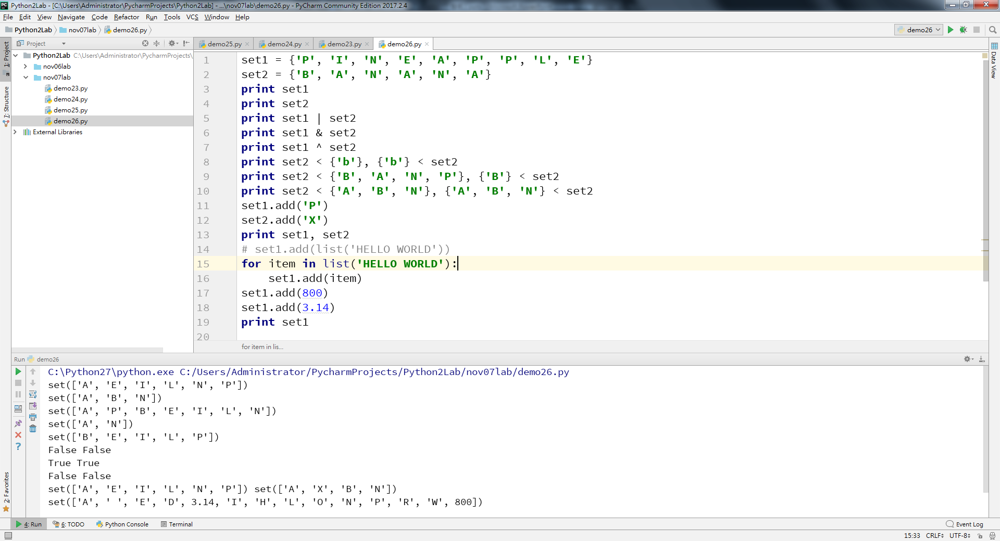 Python2Lab - [C:\Users\Administrator\PycharmProjects\Python2Lab] - ...\nov07lab\demo26.py - PyCharm Community Edition 2017.2.4
File Edit View Navigate Code Refactor Run Tools VCS Window Help
Python2Lab nov07lab demo26.py demo26
Project
demo25.py demo24.py demo23.py demo26.py
1: Project
7: Structure
2: Favorites
Data View
Python2Lab C:\Users\Administrator\PycharmProjects\
nov06lab
nov07lab
demo23.py
demo24.py
demo25.py
demo26.py
External Libraries
1 set1 = {'P', 'I', 'N', 'E', 'A', 'P', 'P', 'L', 'E'}
2 set2 = {'B', 'A', 'N', 'A', 'N', 'A'}
3 print set1
4 print set2
5 print set1 | set2
6 print set1 & set2
7 print set1 ^ set2
8 print set2 < {'b'}, {'b'} < set2
9 print set2 < {'B', 'A', 'N', 'P'}, {'B'} < set2
10 print set2 < {'A', 'B', 'N'}, {'A', 'B', 'N'} < set2
11 set1.add('P')
12 set2.add('X')
13 print set1, set2
14 # set1.add(list('HELLO WORLD'))
15 for item in list('HELLO WORLD'):
16     set1.add(item)
17 set1.add(800)
18 set1.add(3.14)
19 print set1
20
for item in lis...
Run demo26
C:\Python27\python.exe C:/Users/Administrator/PycharmProjects/Python2Lab/nov07lab/demo26.py
set(['A', 'E', 'I', 'L', 'N', 'P'])
set(['A', 'B', 'N'])
set(['A', 'P', 'B', 'E', 'I', 'L', 'N'])
set(['A', 'N'])
set(['B', 'E', 'I', 'L', 'P'])
False False
True True
False False
set(['A', 'E', 'I', 'L', 'N', 'P']) set(['A', 'X', 'B', 'N'])
set(['A', ' ', 'E', 'D', 3.14, 'I', 'H', 'L', 'O', 'N', 'P', 'R', 'W', 800])
4: Run 6: TODO Python Console Terminal Event Log
15:33 CRLF UTF-8